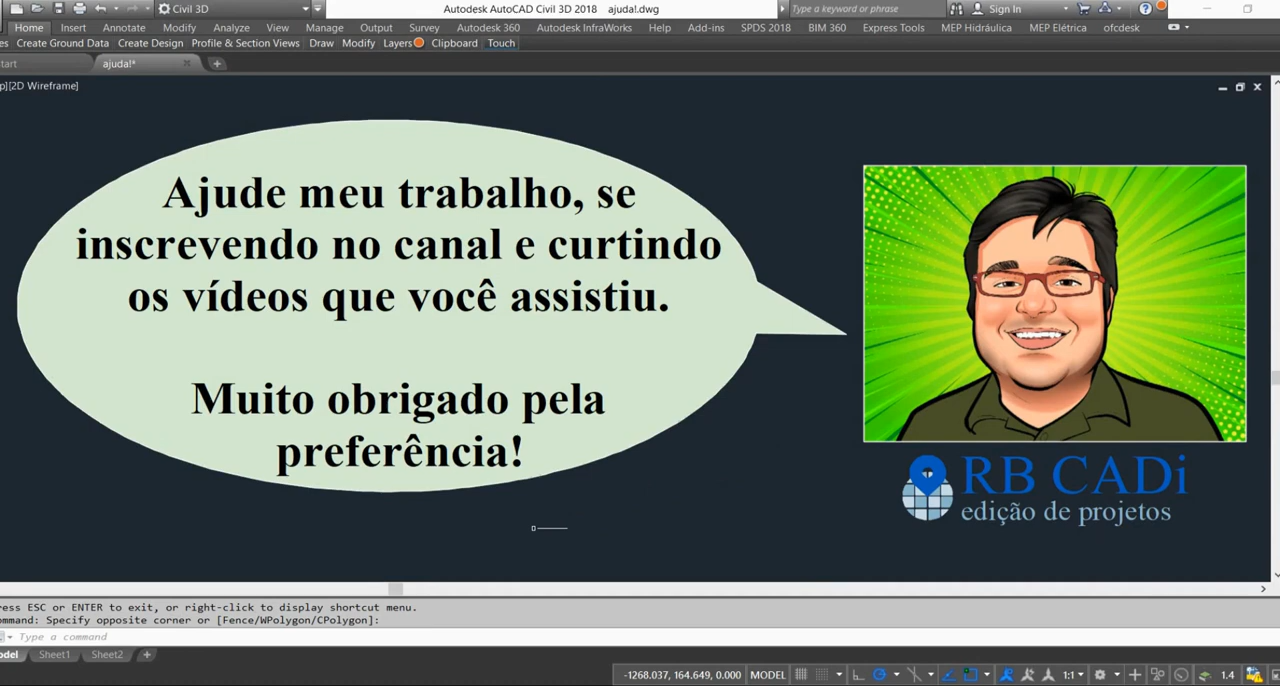 Civil 3D
Autodesk AutoCAD Civil 3D 2018 ajuda!.dwg
Type a keyword or phrase
Sign In
Home Insert Annotate Modify Analyze View Manage Output Survey Autodesk 360 Autodesk InfraWorks Help Add-ins SPDS 2018 BIM 360 Express Tools MEP Hidráulica MEP Elétrica ofcdesk
Create Ground Data Create Design Profile & Section Views Draw Modify Layers Clipboard Touch
ajuda!*
[2D Wireframe]
Ajude meu trabalho, se
inscrevendo no canal e curtindo
os vídeos que você assistiu.
Muito obrigado pela
preferência!
RB CADi
edição de projetos
ress ESC or ENTER to exit, or right-click to display shortcut menu.
ommand: Specify opposite corner or [Fence/WPolygon/CPolygon]:
Type a command
odel Sheet1 Sheet2
-1268.037, 164.649, 0.000 MODEL 1:1 1.4